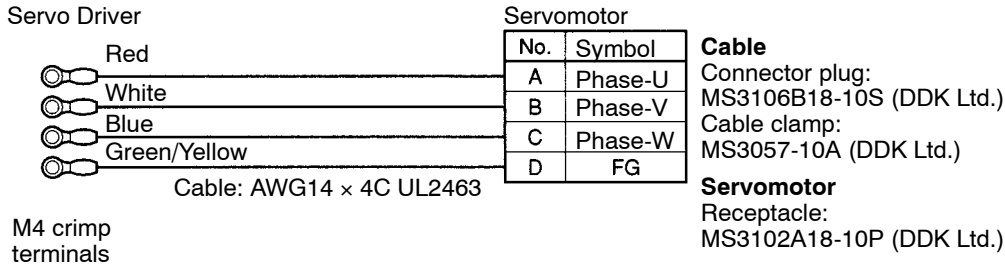 Servo Driver
Servomotor
Red
White
Blue
Green/Yellow
Cable: AWG14 × 4C UL2463
M4 crimp
terminals
No. Symbol
A Phase-U
B Phase-V
C Phase-W
D FG
Cable
Connector plug:
MS3106B18-10S (DDK Ltd.)
Cable clamp:
MS3057-10A (DDK Ltd.)
Servomotor
Receptacle:
MS3102A18-10P (DDK Ltd.)